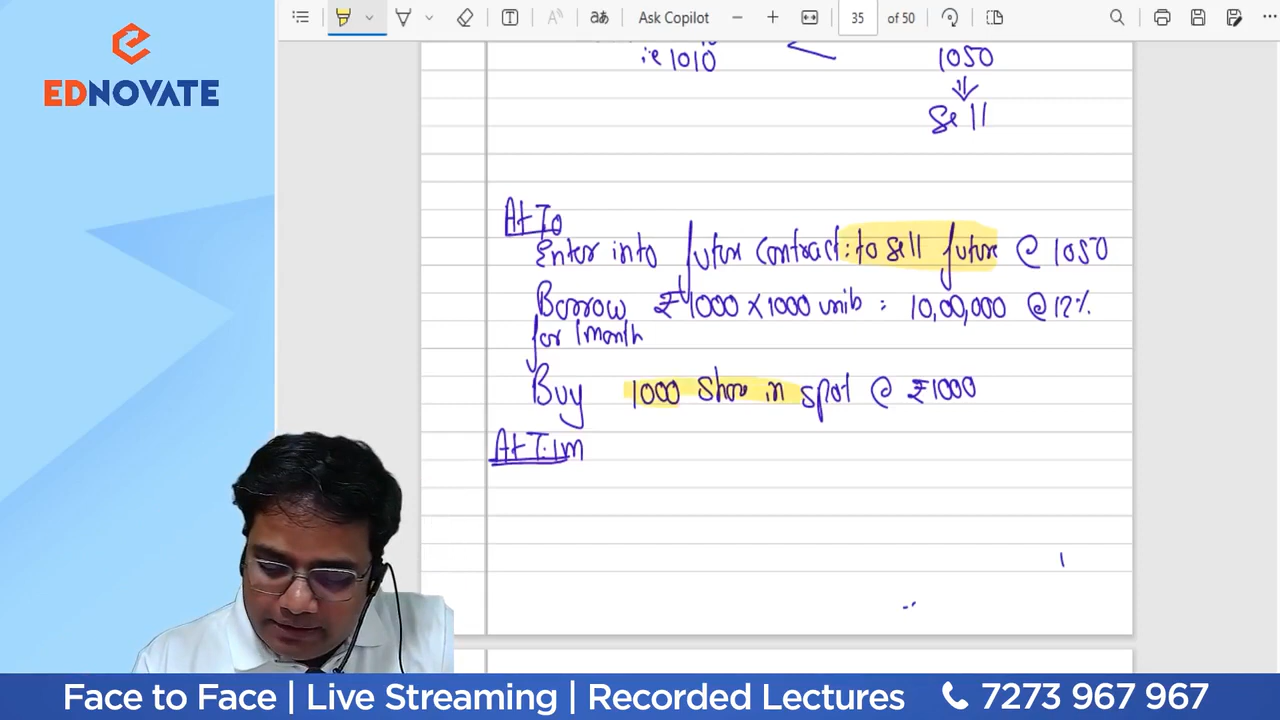 Ask Copilot
35 of 50
EDNOVATE
ie 1010
1050
Sell
At T0
Enter into future contract: to sell future @ 1050
Borrow ₹1000 x 1000 units = 10,00,000 @ 12%
for 1 month
Buy 1000 share in spot @ ₹1000
At T.1m
Face to Face | Live Streaming | Recorded Lectures 7273 967 967